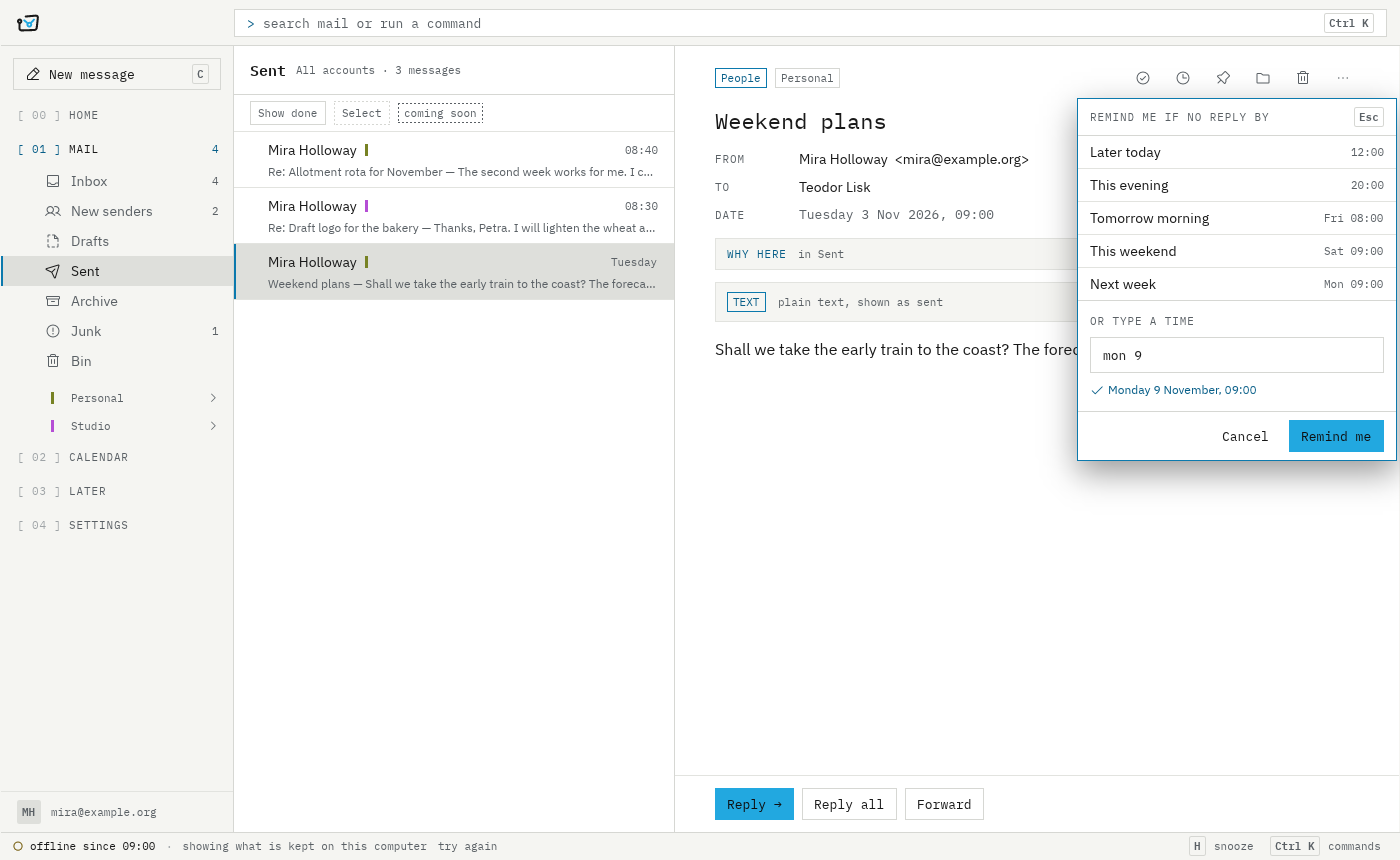 > search mail or run a command Ctrl K
New message C
[ 00 ] HOME
[ 01 ] MAIL 4
Inbox 4
New senders 2
Drafts
Sent
Archive
Junk 1
Bin
Personal
Studio
[ 02 ] CALENDAR
[ 03 ] LATER
[ 04 ] SETTINGS
MH mira@example.org
Sent All accounts · 3 messages
Show done Select coming soon
Mira Holloway 08:40
Re: Allotment rota for November — The second week works for me. I c…
Mira Holloway 08:30
Re: Draft logo for the bakery — Thanks, Petra. I will lighten the wheat a…
Mira Holloway Tuesday
Weekend plans — Shall we take the early train to the coast? The foreca…
People Personal
Weekend plans
FROM Mira Holloway <mira@example.org>
TO Teodor Lisk
DATE Tuesday 3 Nov 2026, 09:00
WHY HERE in Sent
TEXT plain text, shown as sent
Shall we take the early train to the coast? The forec
REMIND ME IF NO REPLY BY Esc
Later today 12:00
This evening 20:00
Tomorrow morning Fri 08:00
This weekend Sat 09:00
Next week Mon 09:00
OR TYPE A TIME
mon 9
Monday 9 November, 09:00
Cancel Remind me
Reply → Reply all Forward
offline since 09:00 · showing what is kept on this computer try again
H snooze Ctrl K commands